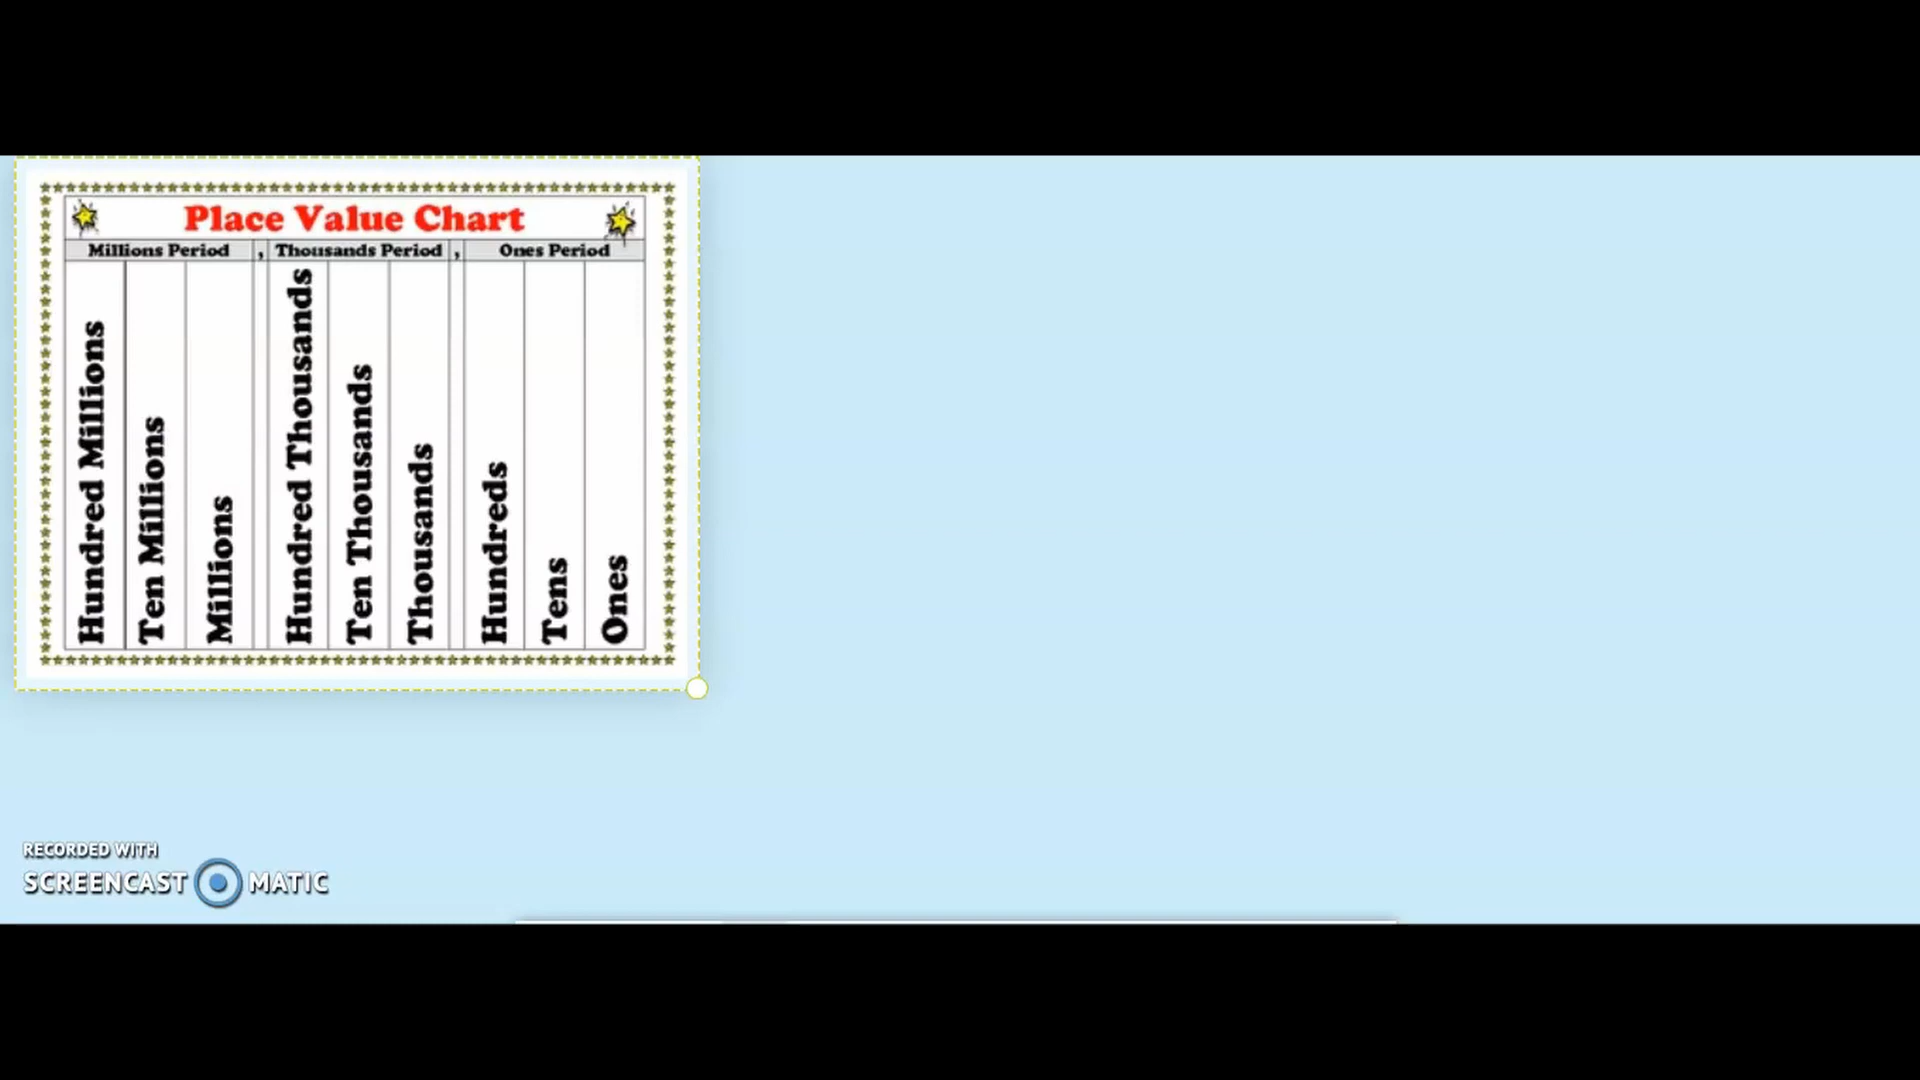 Place Value Chart
Millions Period , Thousands Period , Ones Period
Hundred Millions
Ten Millions
Millions
Hundred Thousands
Ten Thousands
Thousands
Hundreds
Tens
Ones
RECORDED WITH
SCREENCAST MATIC